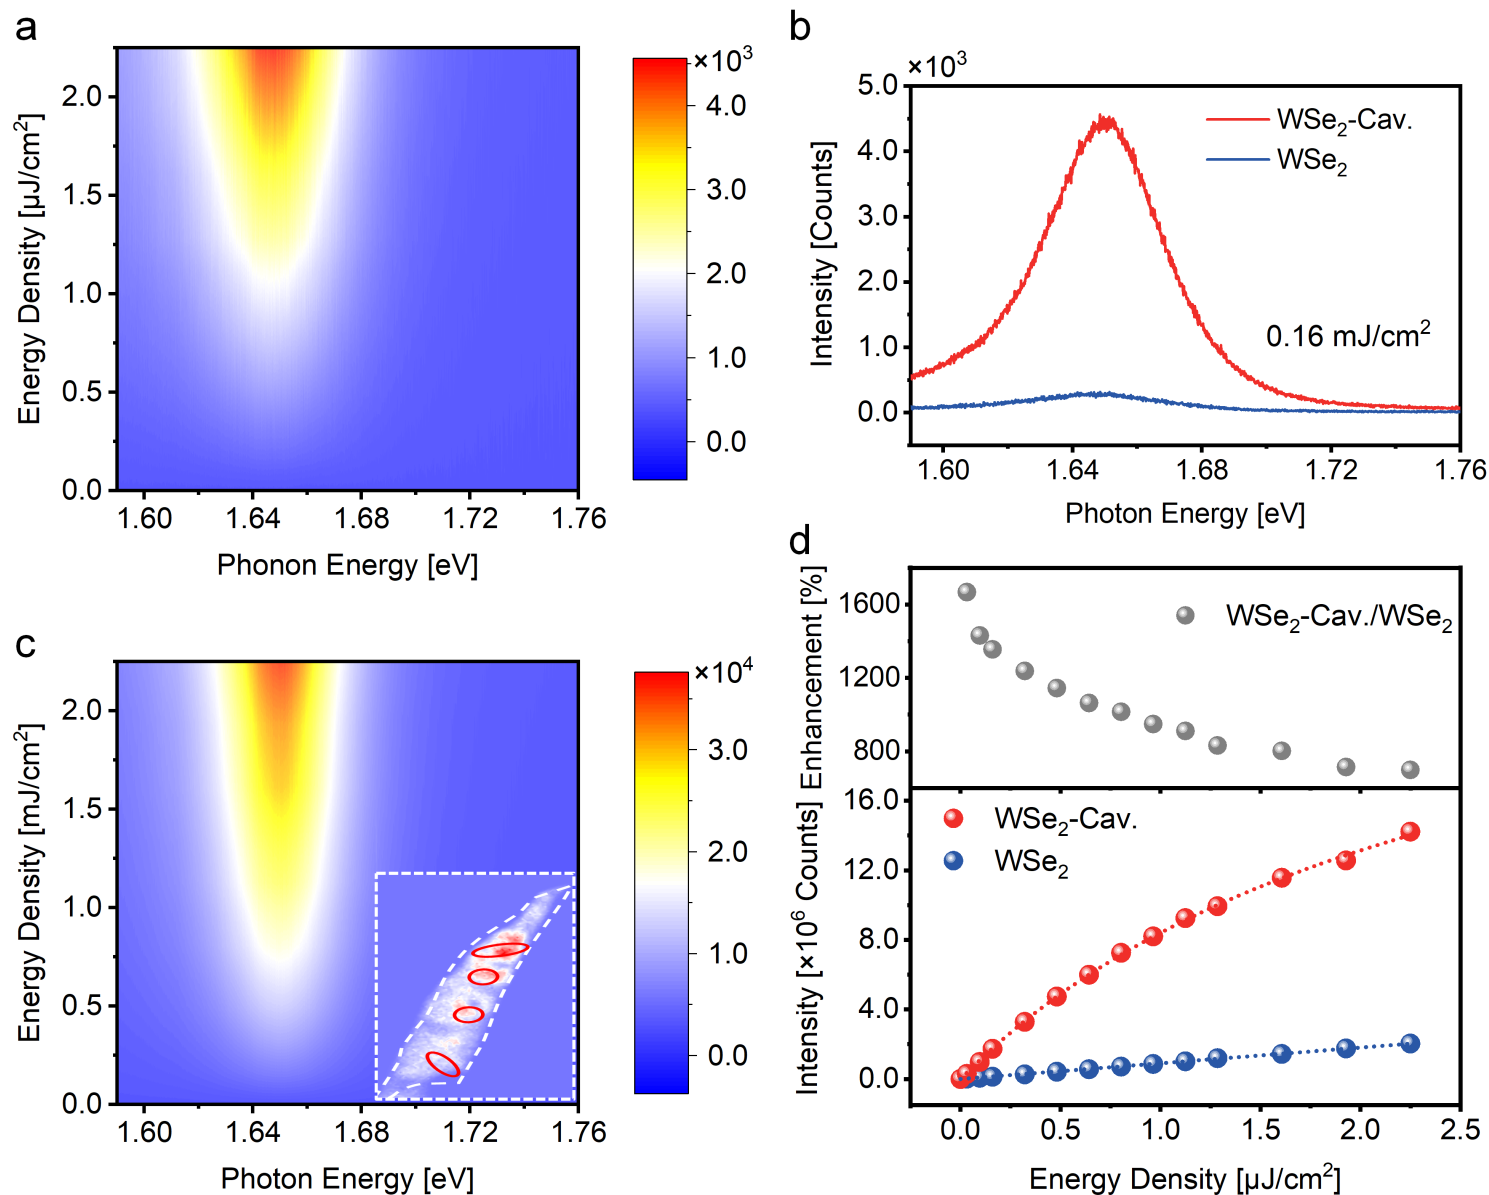 a
Energy Density [µJ/cm²]
2.0
1.5
1.0
0.5
0.0
1.60 1.64 1.68 1.72 1.76
Phonon Energy [eV]
×10³
4.0
3.0
2.0
1.0
0.0
b
×10³
Intensity [Counts]
5.0
4.0
3.0
2.0
1.0
0.0
WSe₂-Cav.
WSe₂
0.16 mJ/cm²
1.60 1.64 1.68 1.72 1.76
Photon Energy [eV]
c
Energy Density [mJ/cm²]
2.0
1.5
1.0
0.5
0.0
1.60 1.64 1.68 1.72 1.76
Photon Energy [eV]
×10⁴
3.0
2.0
1.0
0.0
d
Enhancement [%]
1600
1200
800
WSe₂-Cav./WSe₂
Intensity [×10⁶ Counts]
16.0
12.0
8.0
4.0
0.0
WSe₂-Cav.
WSe₂
0.0 0.5 1.0 1.5 2.0 2.5
Energy Density [µJ/cm²]